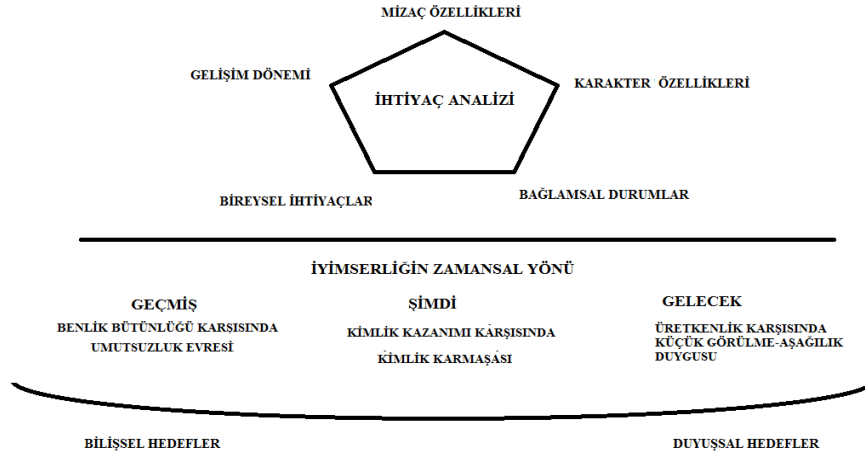 MİZAÇ ÖZELLİKLERİ
GELİŞİM DÖNEMİ
KARAKTER ÖZELLİKLERİ
İHTİYAÇ ANALİZİ
BİREYSEL İHTİYAÇLAR
BAĞLAMSAL DURUMLAR
İYİMSERLİĞİN ZAMANSAL YÖNÜ
GEÇMİŞ
BENLİK BÜTÜNLÜĞÜ KARŞISINDA
UMUTSUZLUK EVRESİ
ŞİMDİ
KİMLİK KAZANIMI KARŞISINDA
KİMLİK KARMAŞASI
GELECEK
ÜRETKENLİK KARŞISINDA
KÜÇÜK GÖRÜLME-AŞAĞILIK
DUYGUSU
BİLİŞSEL HEDEFLER
DUYUŞSAL HEDEFLER